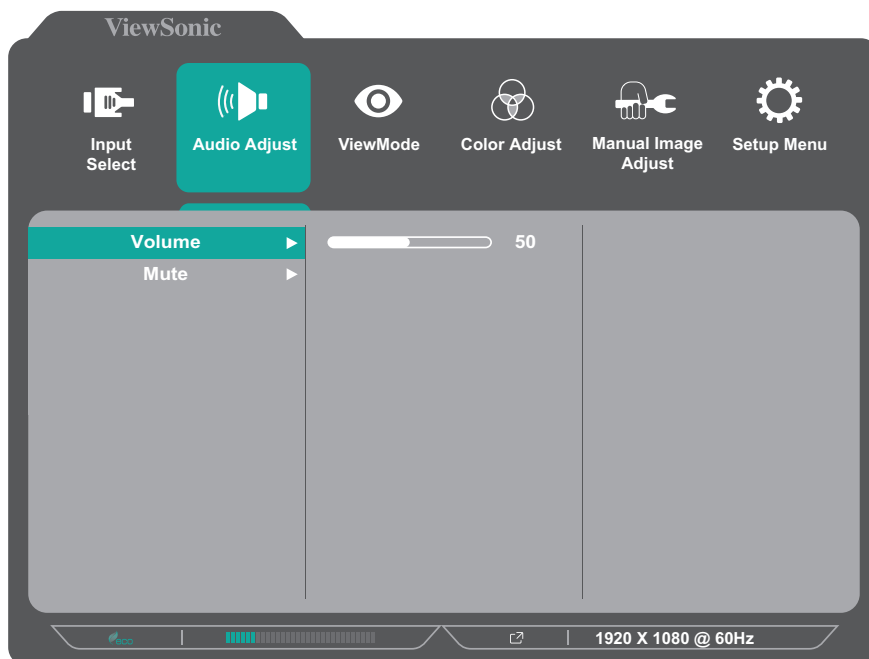 ViewSonic
Input
Select
Audio Adjust
ViewMode
Color Adjust
Manual Image
Adjust
Setup Menu
Volume
50
Mute
eco
1920 X 1080 @ 60Hz